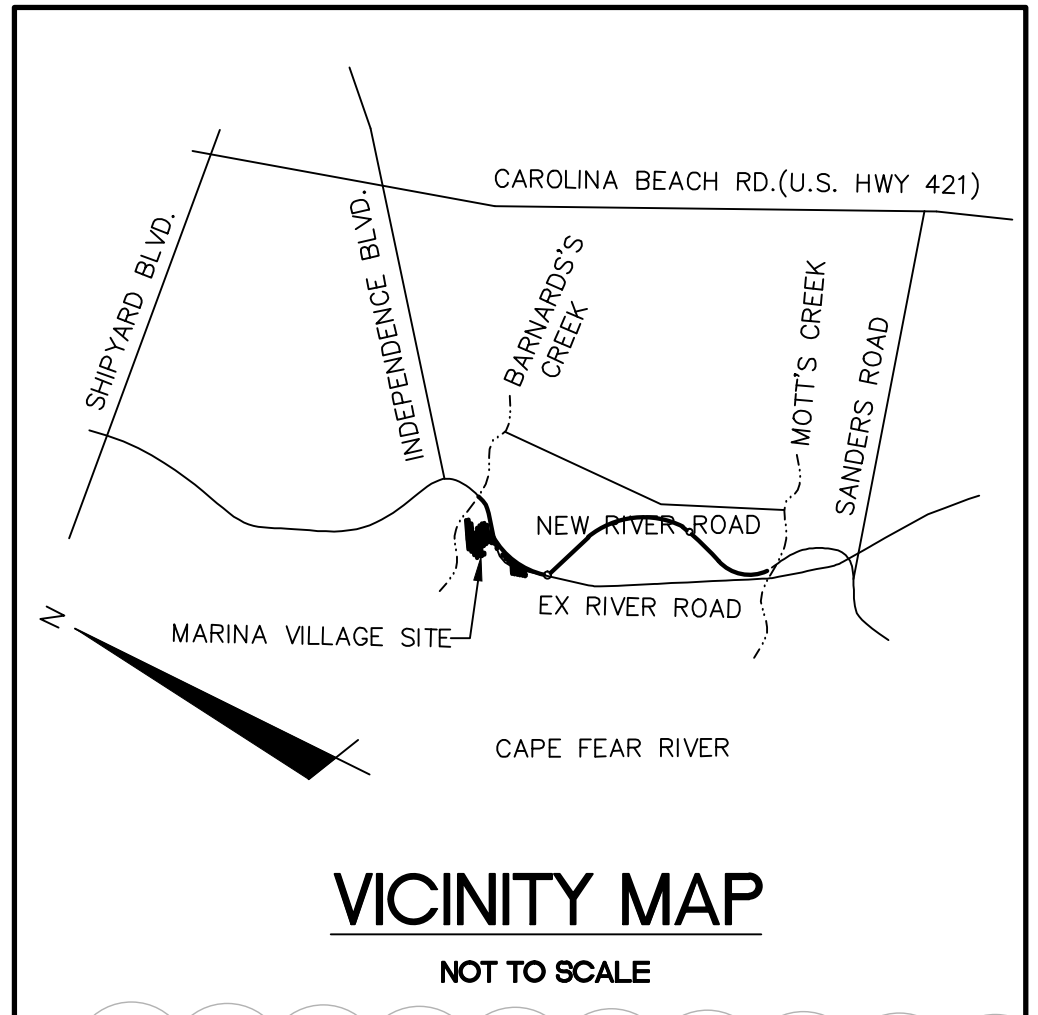 CAROLINA BEACH RD.(U.S. HWY 421)
SHIPYARD BLVD.
INDEPENDENCE BLVD.
BARNARDS'S
CREEK
MOTT'S CREEK
SANDERS ROAD
NEW RIVER ROAD
EX RIVER ROAD
N
MARINA VILLAGE SITE
CAPE FEAR RIVER
VICINITY MAP
NOT TO SCALE